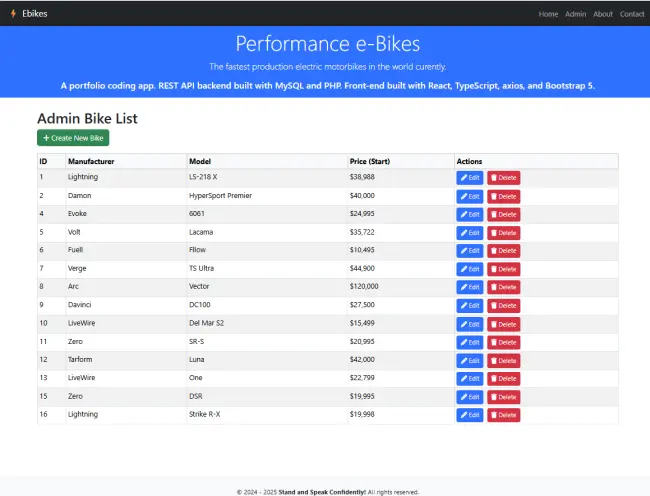 Ebikes Home Admin About Contact
Performance e-Bikes
The fastest production electric motorbikes in the world curently.
A portfolio coding app. REST API backend built with MySQL and PHP. Front-end built with React, TypeScript, axios, and Bootstrap 5.
Admin Bike List
+ Create New Bike
ID Manufacturer Model Price (Start) Actions
1 Lightning LS-218 X $38,988 Edit Delete
2 Damon HyperSport Premier $40,000 Edit Delete
4 Evoke 6061 $24,995 Edit Delete
5 Volt Lacama $35,722 Edit Delete
6 Fuell Fllow $10,495 Edit Delete
7 Verge TS Ultra $44,900 Edit Delete
8 Arc Vector $120,000 Edit Delete
9 Davinci DC100 $27,500 Edit Delete
10 LiveWire Del Mar S2 $15,499 Edit Delete
11 Zero SR-S $20,995 Edit Delete
12 Tarform Luna $42,000 Edit Delete
13 LiveWire One $22,799 Edit Delete
15 Zero DSR $19,995 Edit Delete
16 Lightning Strike R-X $19,998 Edit Delete
© 2024 - 2025 Stand and Speak Confidently! All rights reserved.